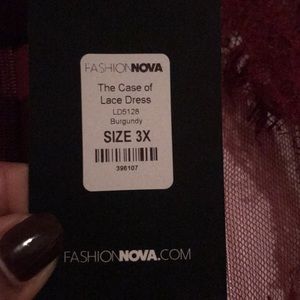 FASHIONNOVA
The Case of
Lace Dress
LD5128
Burgundy
SIZE 3X
396107
FASHIONNOVA.COM